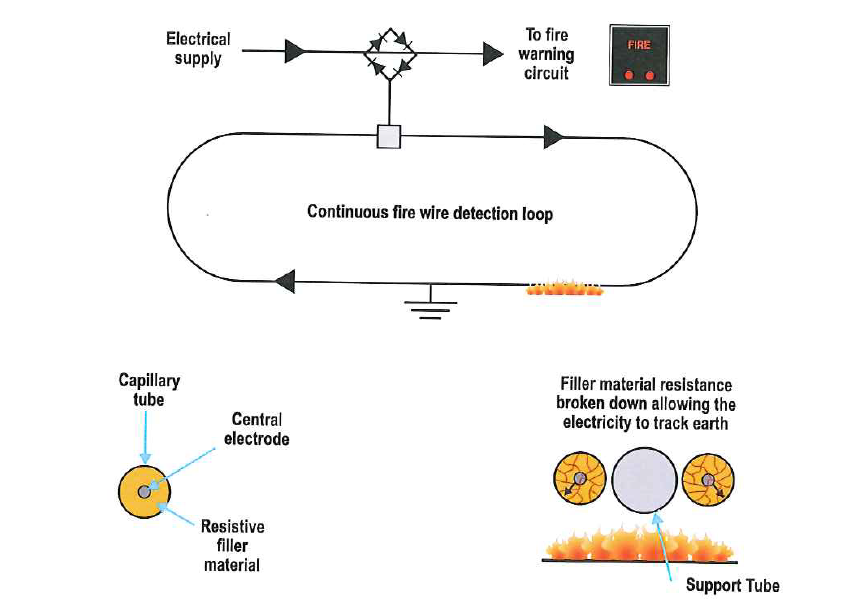 Electrical
supply
To fire
warning
circuit
FIRE
Continuous fire wire detection loop
Capillary
tube
Central
electrode
Resistive
filler
material
Filler material resistance
broken down allowing the
electricity to track earth
Support Tube